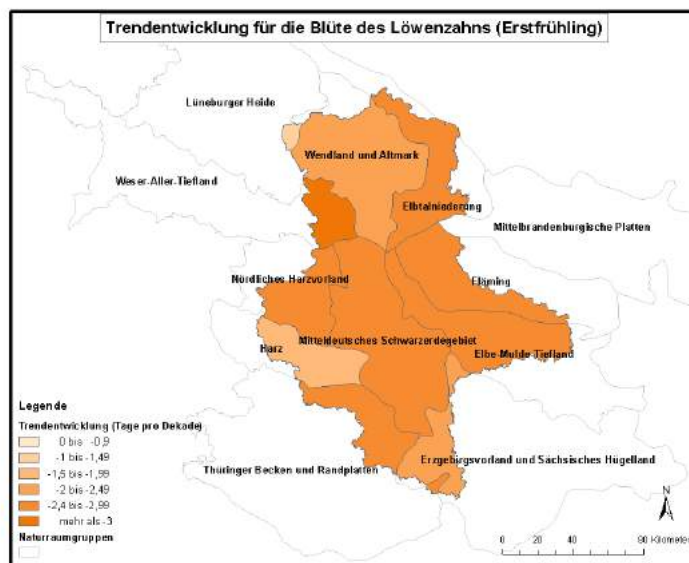 Trendentwicklung für die Blüte des Löwenzahns (Erstfrühling)
Lüneburger Heide
Wendland und Altmark
Weser-Aller-Tiefland
Elbtalniederung
Mittelbrandenburgische Platten
Nördliches Harzvorland
Fläming
Mitteldeutsches Schwarzerdegebiet
Harz
Elbe-Mulde-Tiefland
Erzgebirgsvorland und Sächsisches Hügelland
Thüringer Becken und Randplatten
Legende
Trendentwicklung (Tage pro Dekade)
0 bis -0,9
-1 bis -1,49
-1,5 bis -1,99
-2 bis -2,49
-2,4 bis -2,99
mehr als -3
Naturraumgruppen
N
0 20 40 80 Kilometer